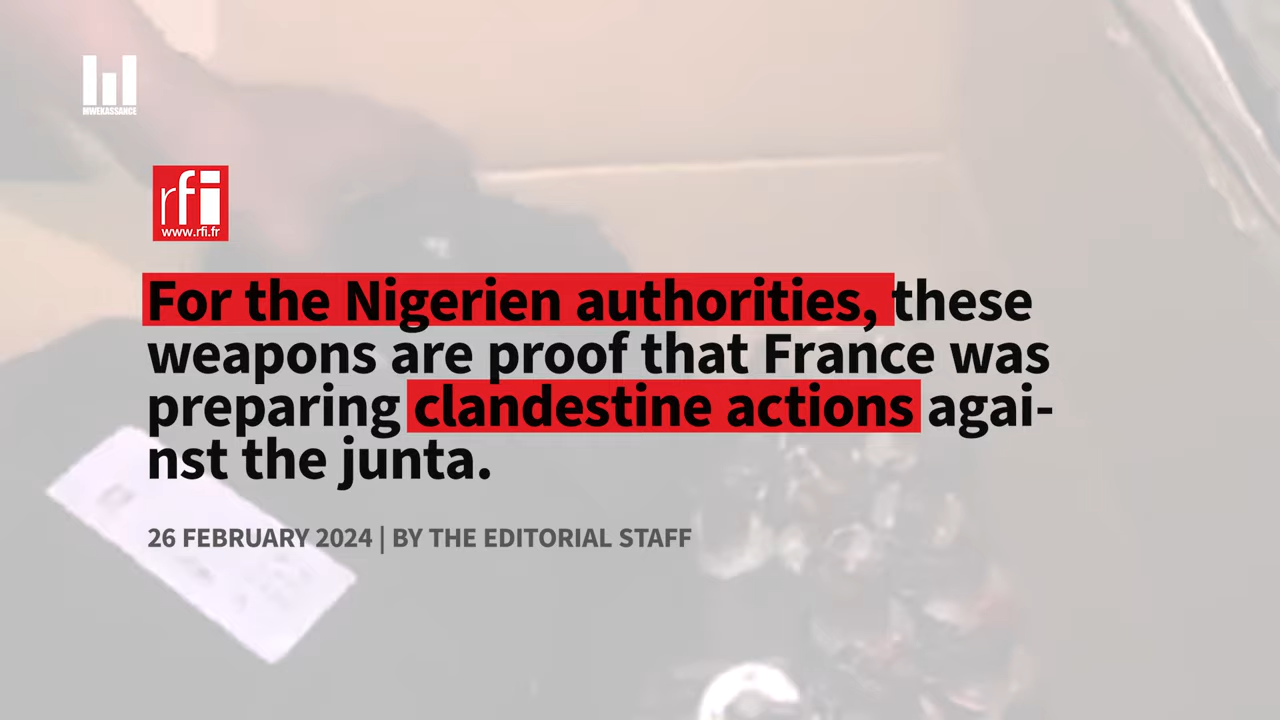 MWEKASSANCE
rfi
www.rfi.fr
For the Nigerien authorities, these
weapons are proof that France was
preparing clandestine actions agai-
nst the junta.
26 FEBRUARY 2024 | BY THE EDITORIAL STAFF